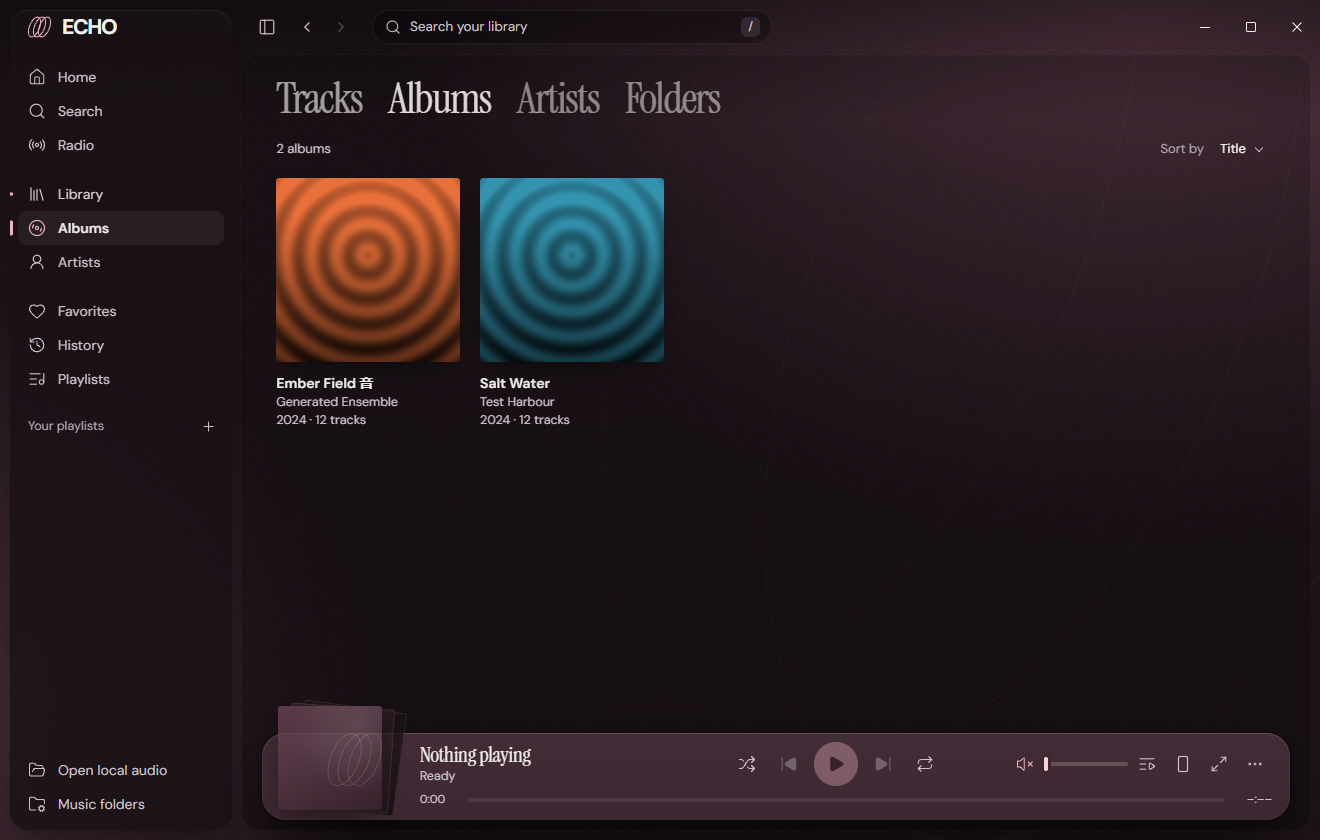 ECHO
Search your library
/
Home
Search
Radio
Library
Albums
Artists
Favorites
History
Playlists
Your playlists
Open local audio
Music folders
Tracks Albums Artists Folders
2 albums
Sort by Title
Ember Field 音
Generated Ensemble
2024 · 12 tracks
Salt Water
Test Harbour
2024 · 12 tracks
Nothing playing
Ready
0:00
--:--